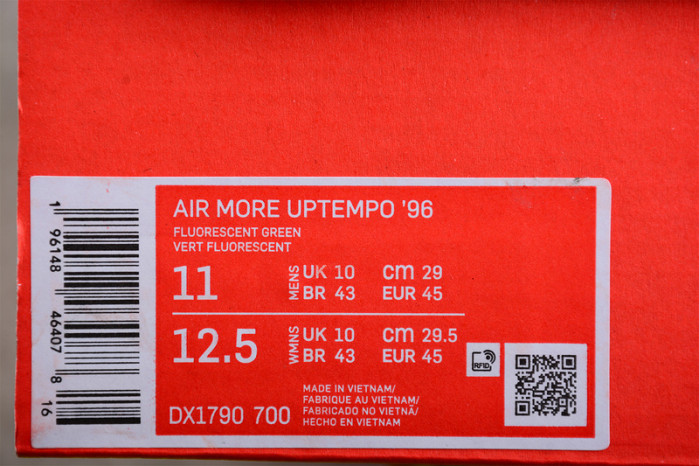 AIR MORE UPTEMPO '96
FLUORESCENT GREEN
VERT FLUORESCENT
11 MENS UK 10 cm 29
BR 43 EUR 45
12.5 WMNS UK 10 cm 29.5
BR 43 EUR 45
RFID
MADE IN VIETNAM/
FABRIQUE AU VIETNAM/
FABRICADO NO VIETNÃ/
HECHO EN VIETNAM
DX1790 700
1 96148 46407 8
16